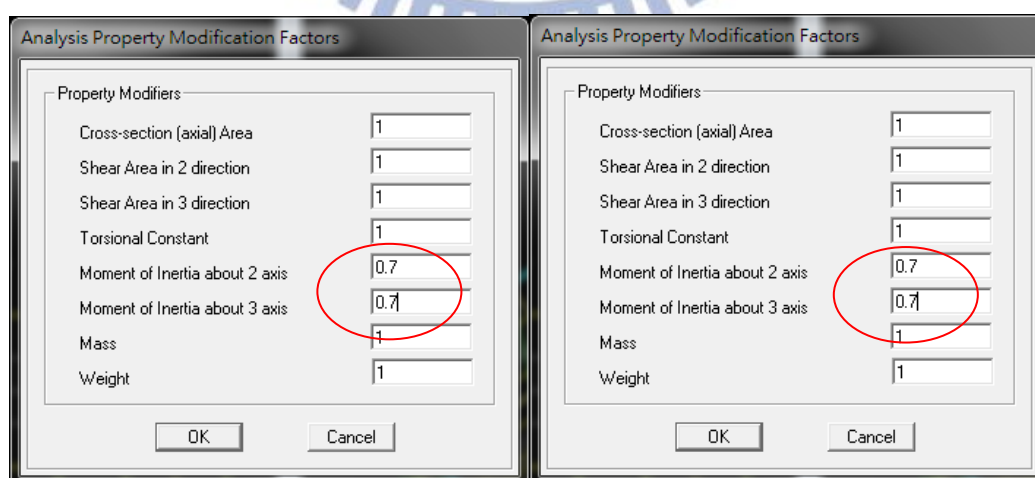 Analysis Property Modification Factors
Property Modifiers
Cross-section (axial) Area 1
Shear Area in 2 direction 1
Shear Area in 3 direction 1
Torsional Constant 1
Moment of Inertia about 2 axis 0.7
Moment of Inertia about 3 axis 0.7
Mass 1
Weight 1
OK Cancel
Analysis Property Modification Factors
Property Modifiers
Cross-section (axial) Area 1
Shear Area in 2 direction 1
Shear Area in 3 direction 1
Torsional Constant 1
Moment of Inertia about 2 axis 0.7
Moment of Inertia about 3 axis 0.7
Mass 1
Weight 1
OK Cancel